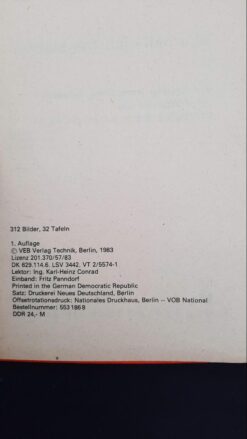 312 Bilder, 32 Tafeln
1. Auflage
© VEB Verlag Technik, Berlin, 1983
Lizenz 201.370/57/83
DK 629.114.6. LSV 3442. VT 2/5574-1
Lektor: Ing. Karl-Heinz Conrad
Einband: Fritz Panndorf
Printed in the German Democratic Republic
Satz: Druckerei Neues Deutschland, Berlin
Offsetrotationsdruck: Nationales Druckhaus, Berlin – VOB National
Bestellnummer: 553 186 8
DDR 24,- M